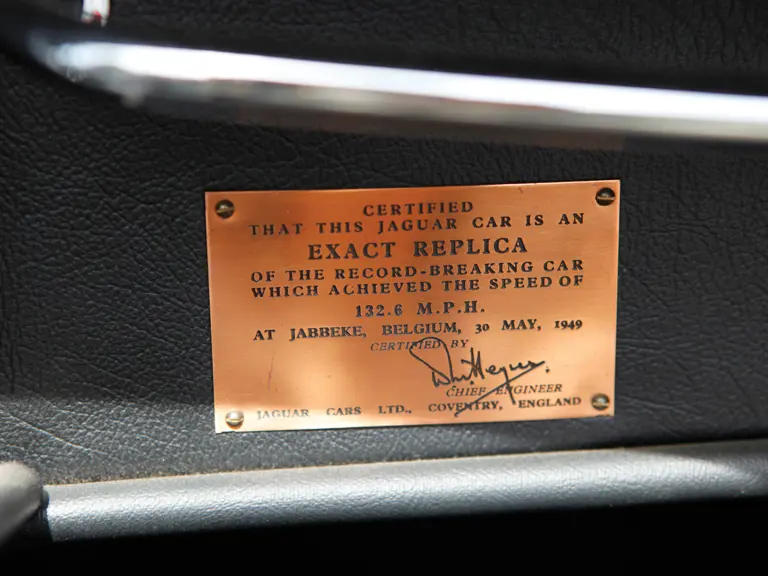 CERTIFIED
THAT THIS JAGUAR CAR IS AN
EXACT REPLICA
OF THE RECORD-BREAKING CAR
WHICH ACHIEVED THE SPEED OF
132.6 M.P.H.
AT JABBEKE, BELGIUM, 30 MAY, 1949
CERTIFIED BY
CHIEF ENGINEER
JAGUAR CARS LTD., COVENTRY, ENGLAND